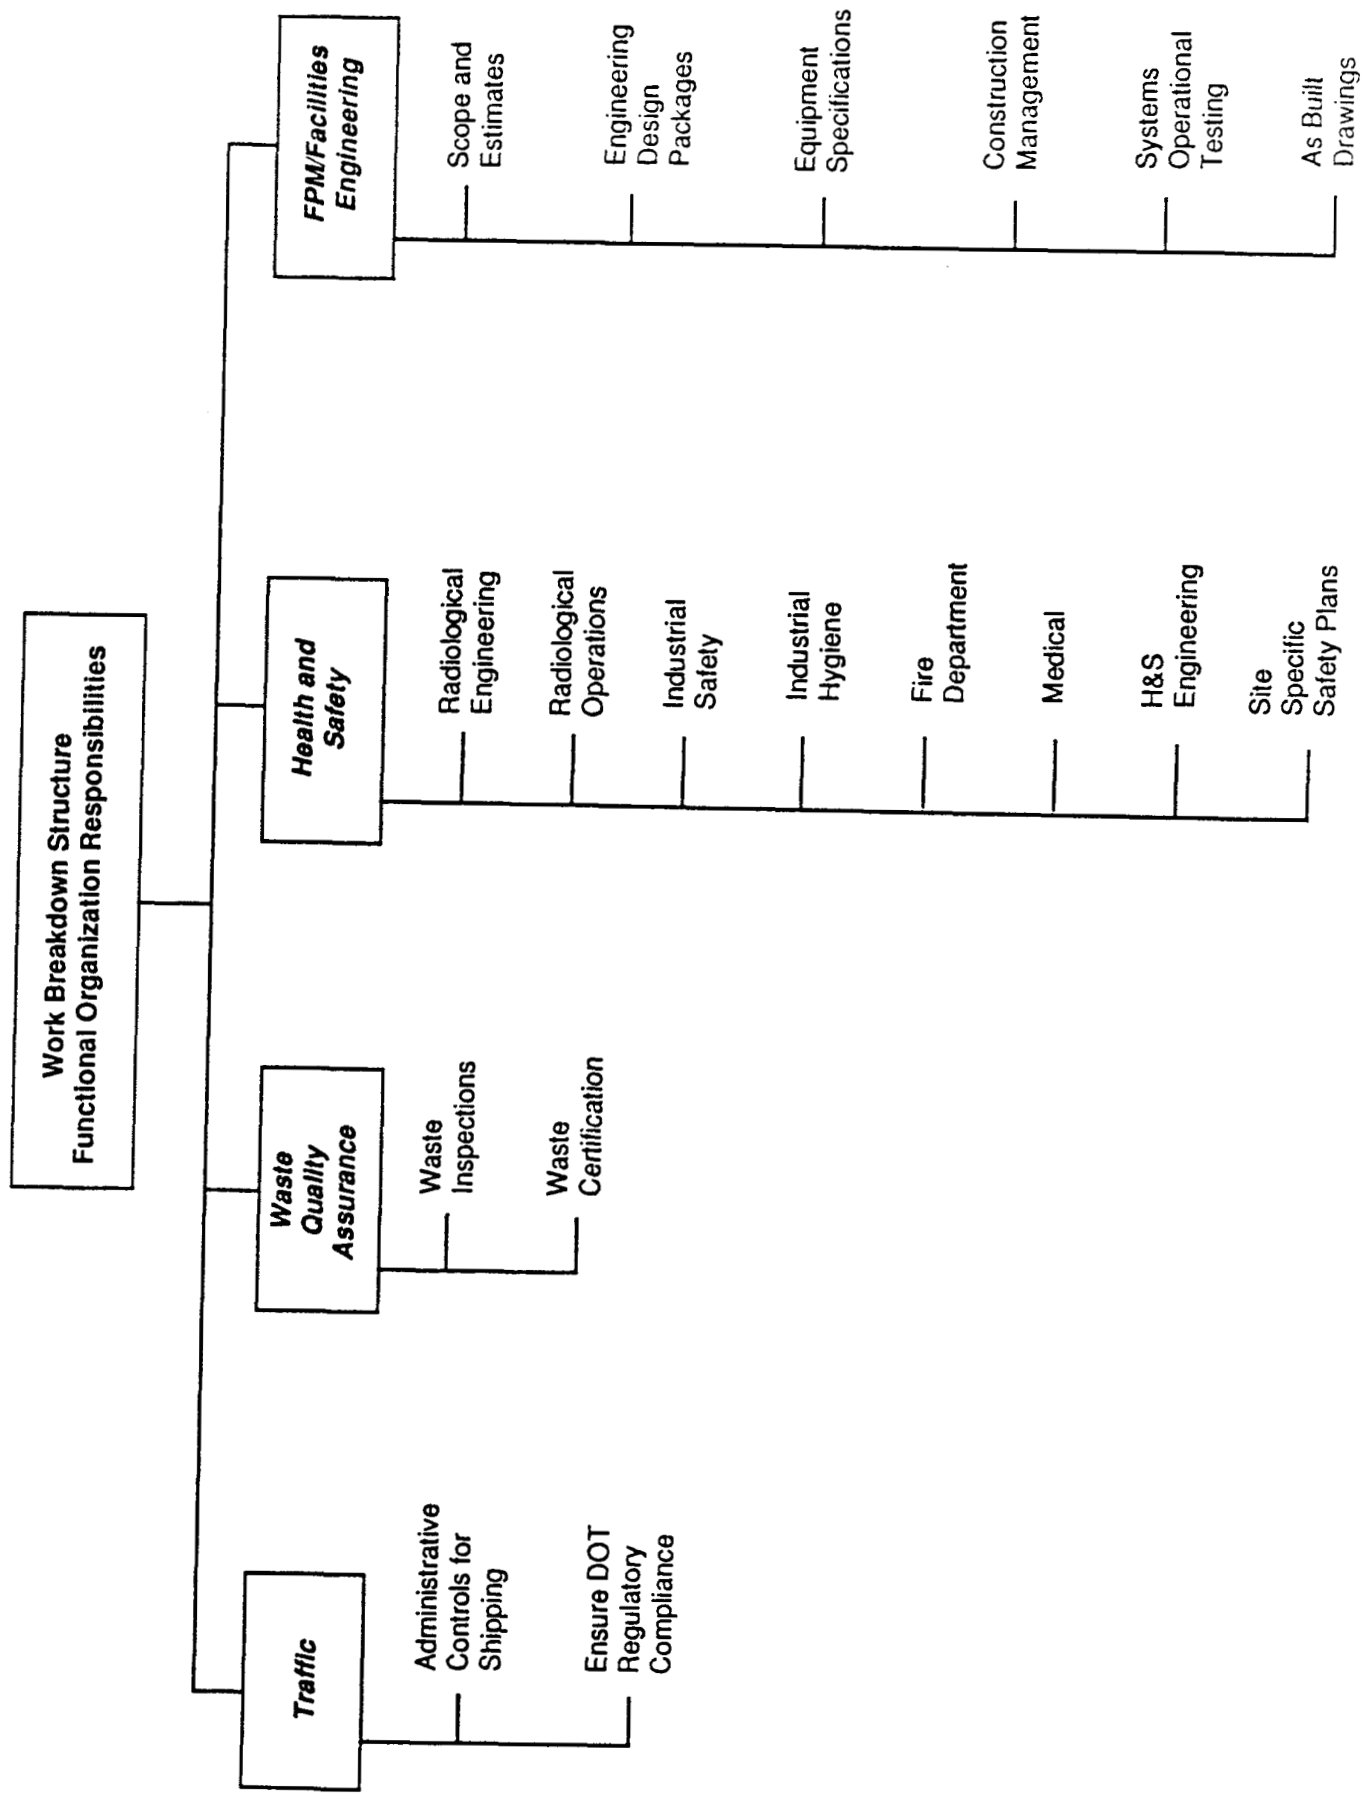 Work Breakdown Structure
Functional Organization Responsibilities
Traffic
Administrative
Controls for
Shipping
Ensure DOT
Regulatory
Compliance
Waste
Quality
Assurance
Waste
Inspections
Waste
Certification
Health and
Safety
Radiological
Engineering
Radiological
Operations
Industrial
Safety
Industrial
Hygiene
Fire
Department
Medical
H&S
Engineering
Site
Specific
Safety Plans
FPM/Facilities
Engineering
Scope and
Estimates
Engineering
Design
Packages
Equipment
Specifications
Construction
Management
Systems
Operational
Testing
As Built
Drawings